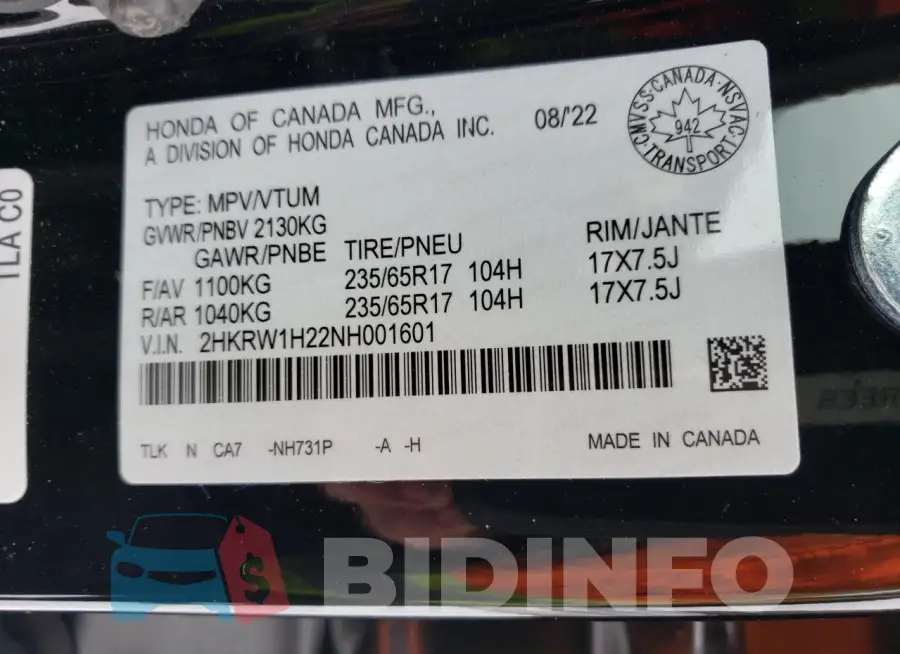 HONDA OF CANADA MFG.,
A DIVISION OF HONDA CANADA INC.
08/'22
CMVSS·CANADA·NSVAC
942
TRANSPORT
TYPE: MPV/VTUM
GVWR/PNBV 2130KG
GAWR/PNBE TIRE/PNEU RIM/JANTE
F/AV 1100KG 235/65R17 104H 17X7.5J
R/AR 1040KG 235/65R17 104H 17X7.5J
V.I.N. 2HKRW1H22NH001601
TLK N CA7 -NH731P -A -H MADE IN CANADA
TLA C0
$ BIDINFO